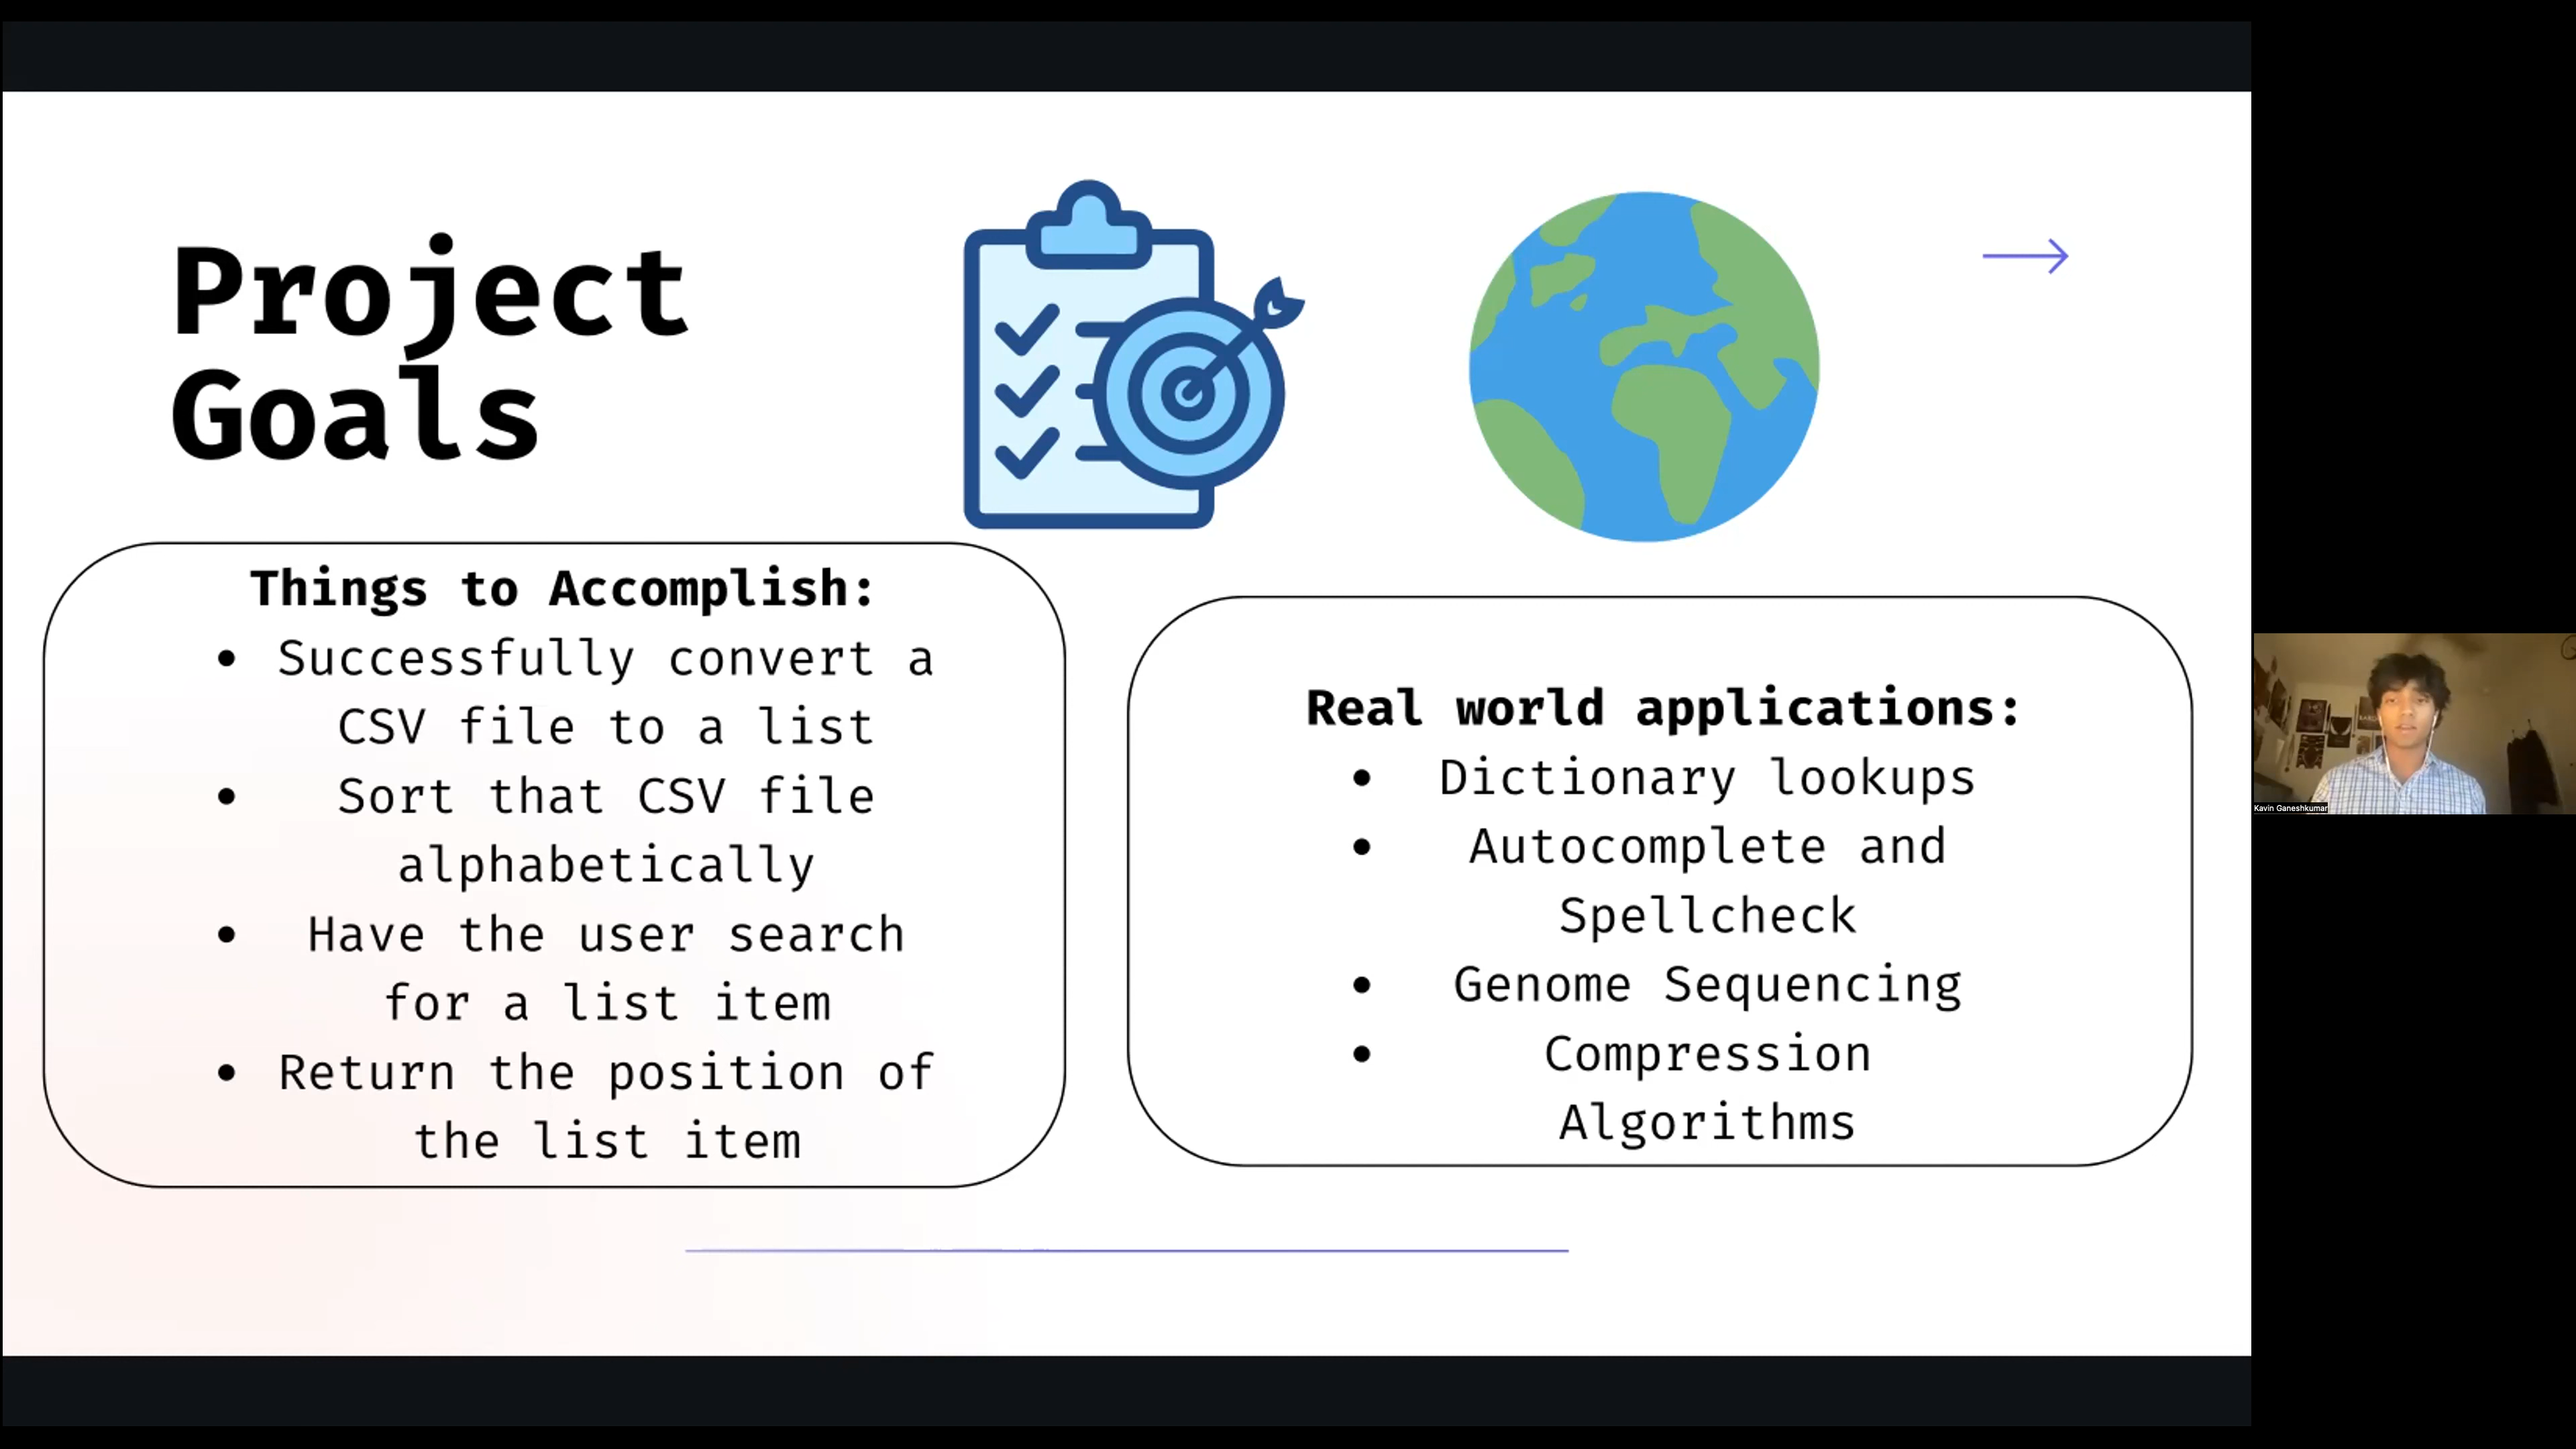 Project
Goals
Things to Accomplish:
• Successfully convert a
CSV file to a list
• Sort that CSV file
alphabetically
• Have the user search
for a list item
• Return the position of
the list item
Real world applications:
• Dictionary lookups
• Autocomplete and
Spellcheck
• Genome Sequencing
• Compression
Algorithms
Kavin Ganeshkumar